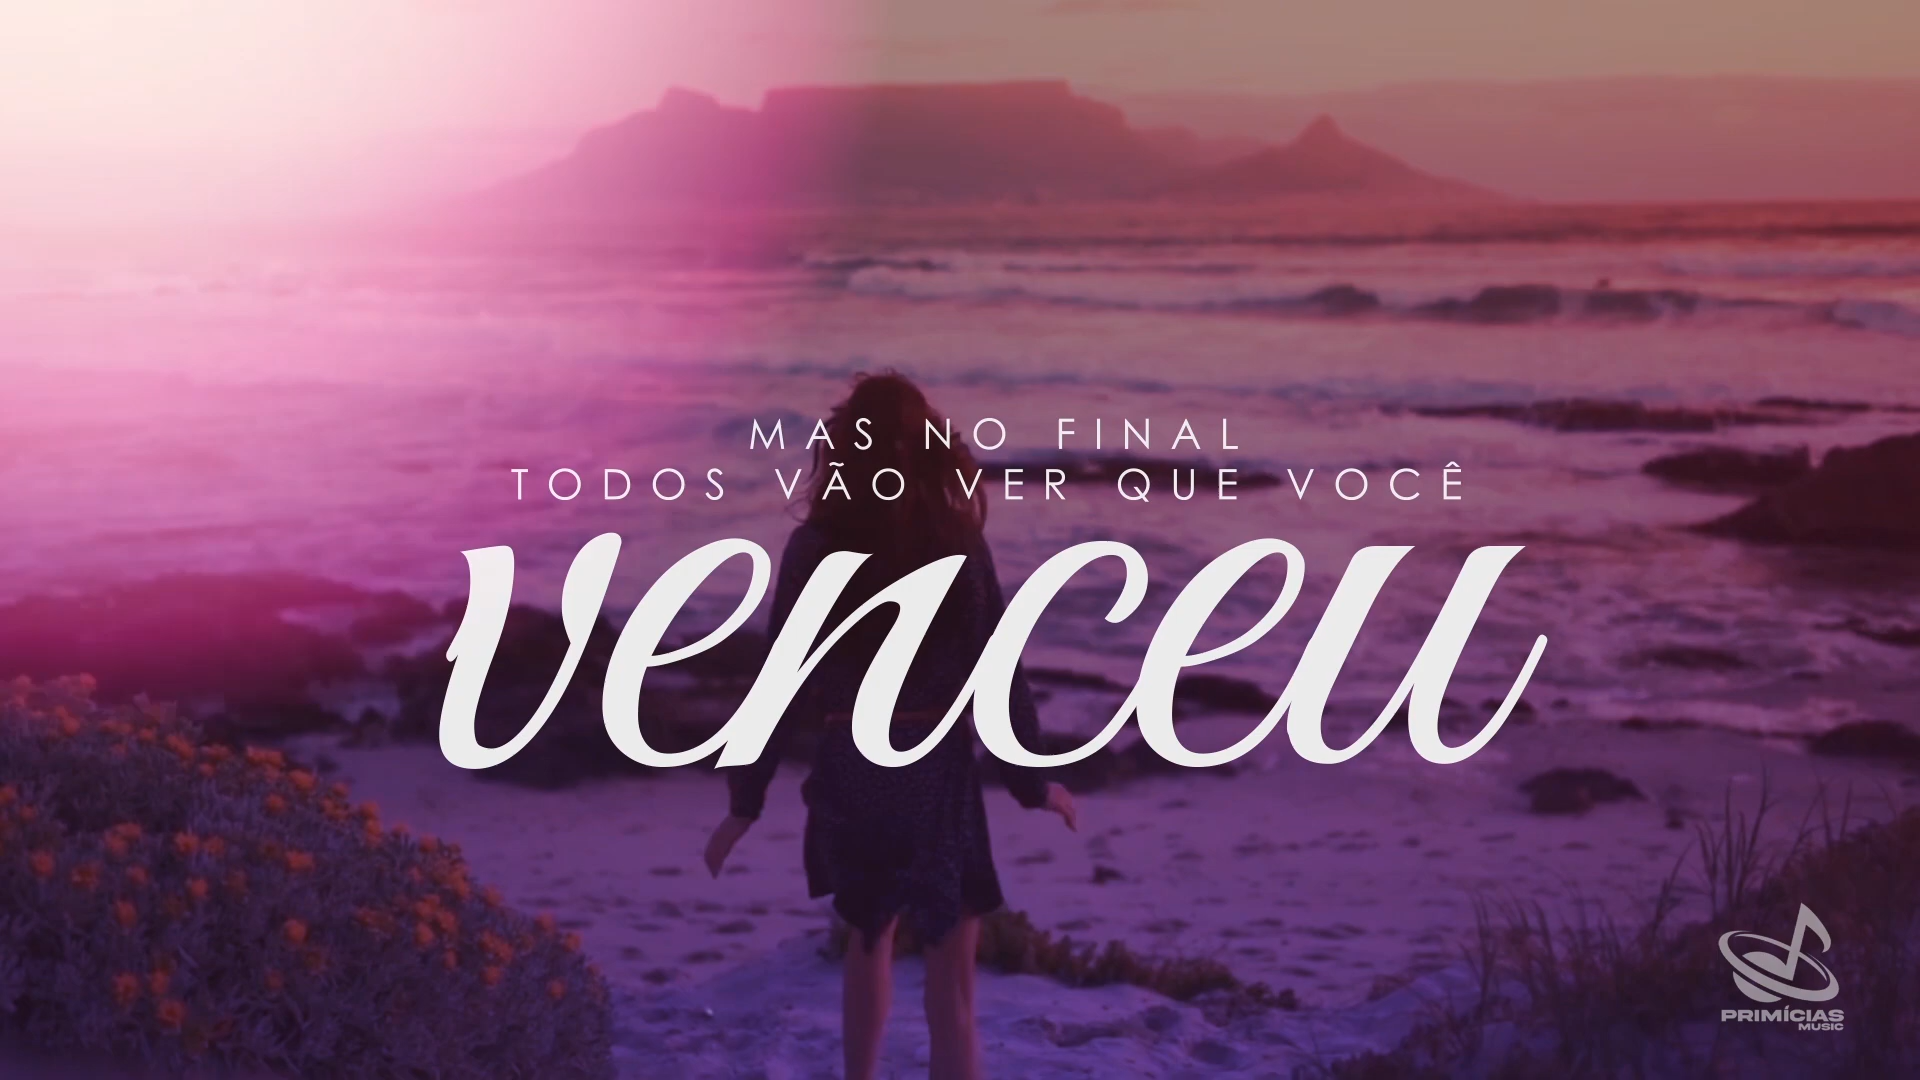 MAS NO FINAL
TODOS VÃO VER QUE VOCÊ
venceu
PRIMÍCIAS
MUSIC